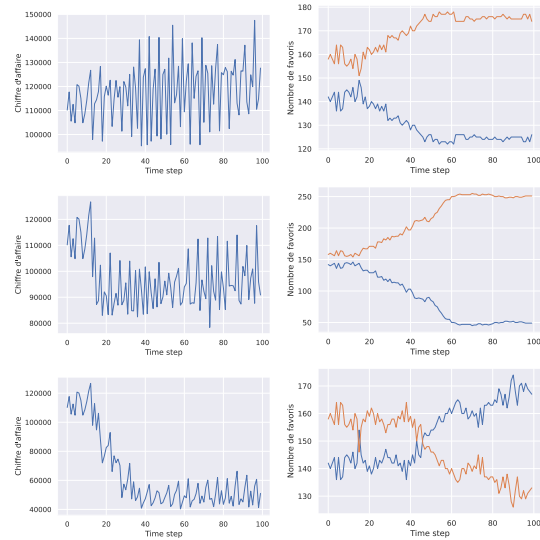 150000
140000
130000
120000
110000
100000
Chiffre d'affaire
0 20 40 60 80 100
Time step
180
170
160
150
140
130
120
Nombre de favoris
0 20 40 60 80 100
Time step
120000
110000
100000
90000
80000
Chiffre d'affaire
0 20 40 60 80 100
Time step
250
200
150
100
50
Nombre de favoris
0 20 40 60 80 100
Time step
120000
100000
80000
60000
40000
Chiffre d'affaire
0 20 40 60 80 100
Time step
170
160
150
140
130
Nombre de favoris
0 20 40 60 80 100
Time step